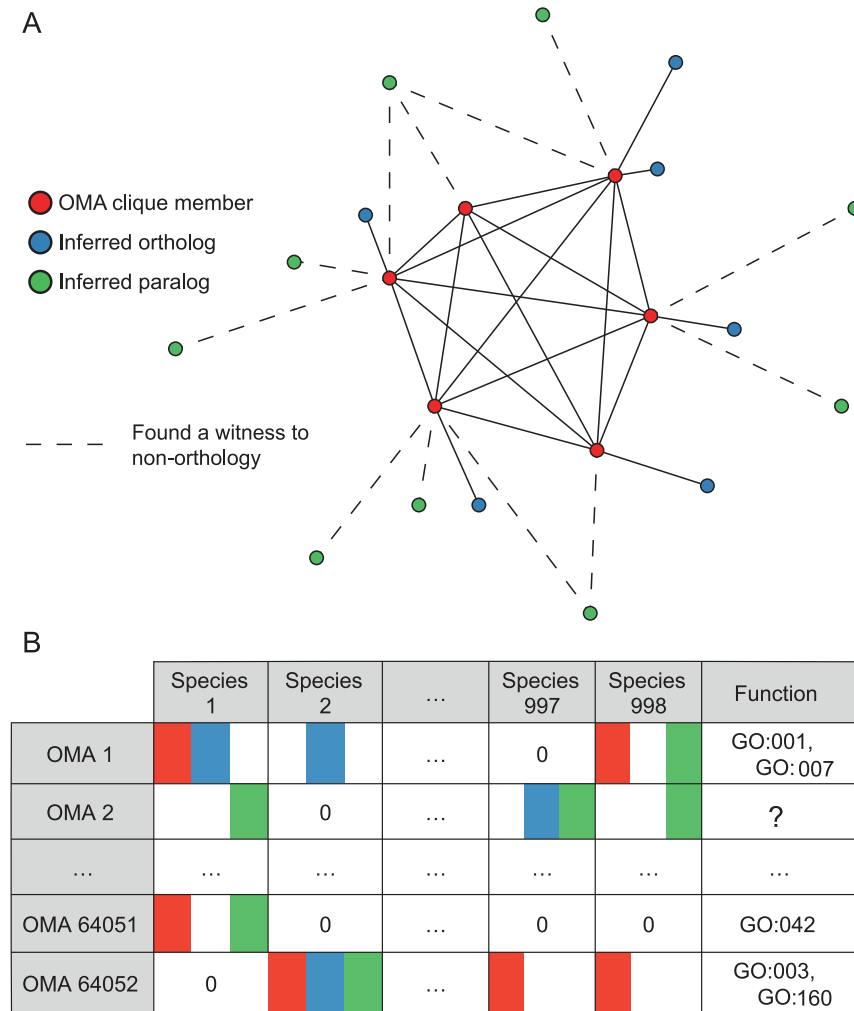 A
OMA clique member
Inferred ortholog
Inferred paralog
Found a witness to
non-orthology
B
Species 1
Species 2
...
Species 997
Species 998
Function
OMA 1
...
0
GO:001,
GO:007
OMA 2
0
...
?
...
...
...
...
...
...
...
OMA 64051
0
...
0
0
GO:042
OMA 64052
0
...
GO:003,
GO:160